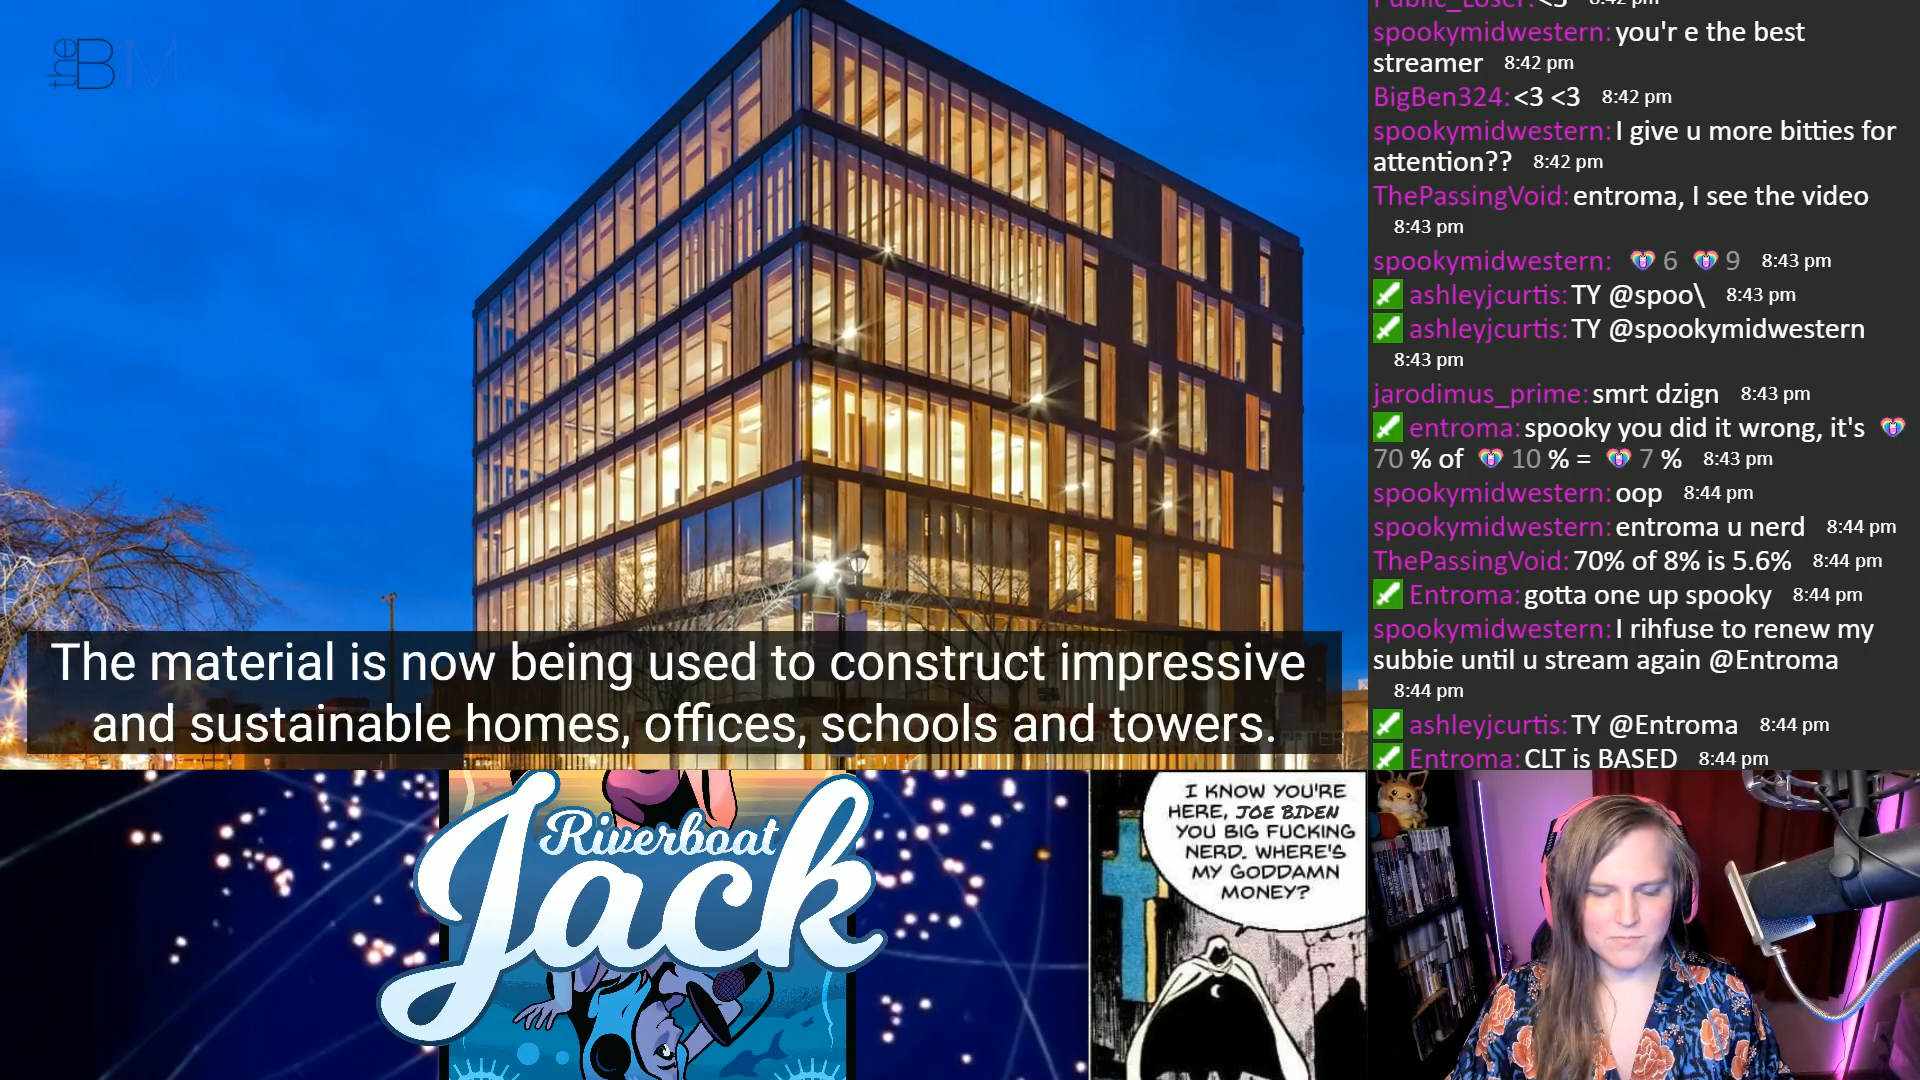 the B1M
The material is now being used to construct impressive
and sustainable homes, offices, schools and towers.
Public_Loser: <3 8:42 pm
spookymidwestern: you'r e the best
streamer 8:42 pm
BigBen324: <3 <3 8:42 pm
spookymidwestern: I give u more bitties for
attention?? 8:42 pm
ThePassingVoid: entroma, I see the video
8:43 pm
spookymidwestern: 6 9 8:43 pm
ashleyjcurtis: TY @spoo\ 8:43 pm
ashleyjcurtis: TY @spookymidwestern
8:43 pm
jarodimus_prime: smrt dzign 8:43 pm
entroma: spooky you did it wrong, it's
70 % of 10 % = 7 % 8:43 pm
spookymidwestern: oop 8:44 pm
spookymidwestern: entroma u nerd 8:44 pm
ThePassingVoid: 70% of 8% is 5.6% 8:44 pm
Entroma: gotta one up spooky 8:44 pm
spookymidwestern: I rihfuse to renew my
subbie until u stream again @Entroma
8:44 pm
ashleyjcurtis: TY @Entroma 8:44 pm
Entroma: CLT is BASED 8:44 pm
Riverboat
Jack
I KNOW YOU'RE
HERE, JOE BIDEN
YOU BIG FUCKING
NERD. WHERE'S
MY GODDAMN
MONEY?